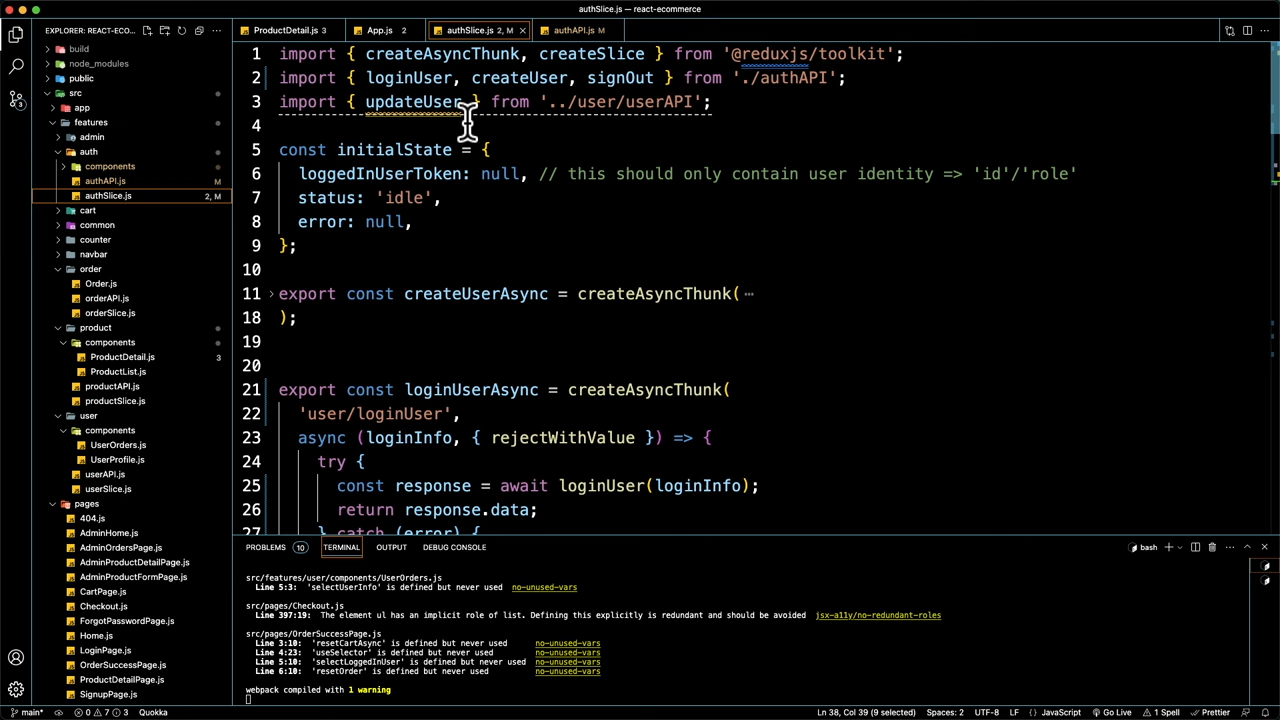 authSlice.js — react-ecommerce
EXPLORER: REACT-ECO...
ProductDetail.js 3
App.js 2
authSlice.js 2, M
authAPI.js M
build
node_modules
public
src
app
features
admin
auth
components
authAPI.js M
authSlice.js 2, M
cart
common
counter
navbar
order
Order.js
orderAPI.js
orderSlice.js
product
components
ProductDetail.js 3
ProductList.js
productAPI.js
productSlice.js
user
components
UserOrders.js
UserProfile.js
userAPI.js
userSlice.js
pages
404.js
AdminHome.js
AdminOrdersPage.js
AdminProductDetailPage.js
AdminProductFormPage.js
CartPage.js
Checkout.js
ForgotPasswordPage.js
Home.js
LoginPage.js
OrderSuccessPage.js
ProductDetailPage.js
SignupPage.js
1 import { createAsyncThunk, createSlice } from '@reduxjs/toolkit';
2 import { loginUser, createUser, signOut } from './authAPI';
3 import { updateUser } from '../user/userAPI';
4
5 const initialState = {
6 loggedInUserToken: null, // this should only contain user identity => 'id'/'role'
7 status: 'idle',
8 error: null,
9 };
10
11 export const createUserAsync = createAsyncThunk( ⋯
18 );
19
20
21 export const loginUserAsync = createAsyncThunk(
22 'user/loginUser',
23 async (loginInfo, { rejectWithValue }) => {
24 try {
25 const response = await loginUser(loginInfo);
26 return response.data;
27 } catch (error) {
PROBLEMS 10 TERMINAL OUTPUT DEBUG CONSOLE
bash
src/features/user/components/UserOrders.js
Line 5:3: 'selectUserInfo' is defined but never used no-unused-vars
src/pages/Checkout.js
Line 397:19: The element ul has an implicit role of list. Defining this explicitly is redundant and should be avoided jsx-a11y/no-redundant-roles
src/pages/OrderSuccessPage.js
Line 3:10: 'resetCartAsync' is defined but never used no-unused-vars
Line 4:23: 'useSelector' is defined but never used no-unused-vars
Line 5:10: 'selectLoggedInUser' is defined but never used no-unused-vars
Line 6:10: 'resetOrder' is defined but never used no-unused-vars
webpack compiled with 1 warning
main* 0 7 3 Quokka Ln 38, Col 39 (9 selected) Spaces: 2 UTF-8 LF {} JavaScript Go Live 1 Spell Prettier